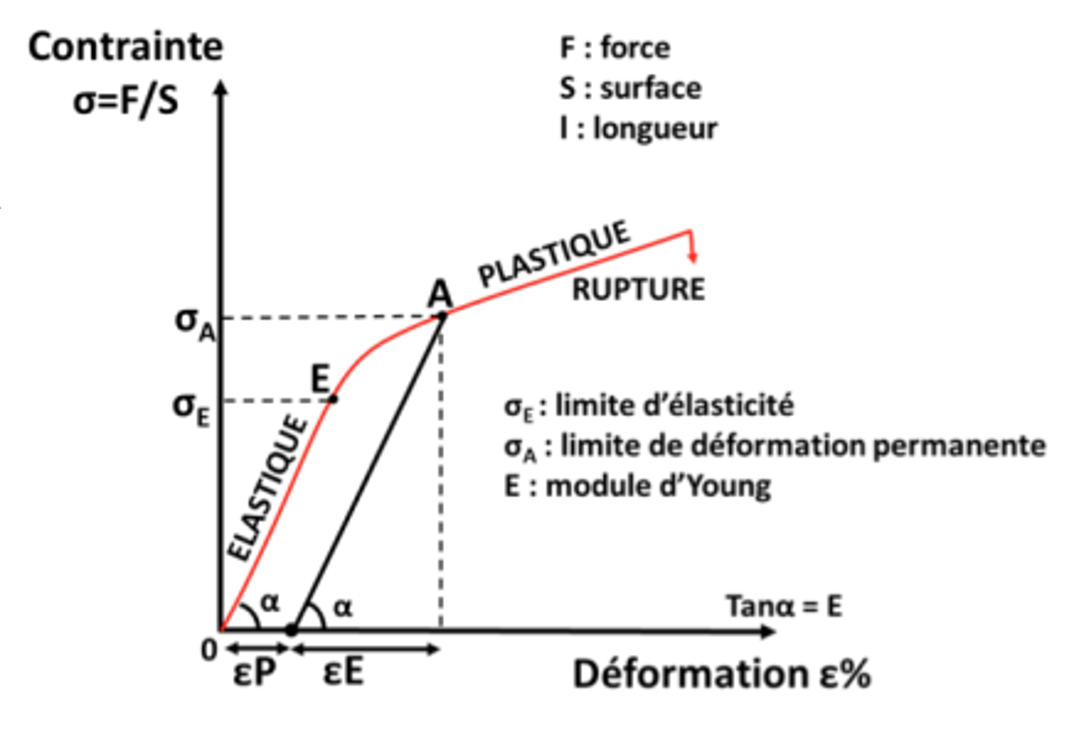 Contrainte
σ=F/S
F : force
S : surface
l : longueur
PLASTIQUE
RUPTURE
A
σA
E
σE
ELASTIQUE
σE : limite d'élasticité
σA : limite de déformation permanente
E : module d'Young
α
α
Tanα = E
0
εP
εE
Déformation ε%